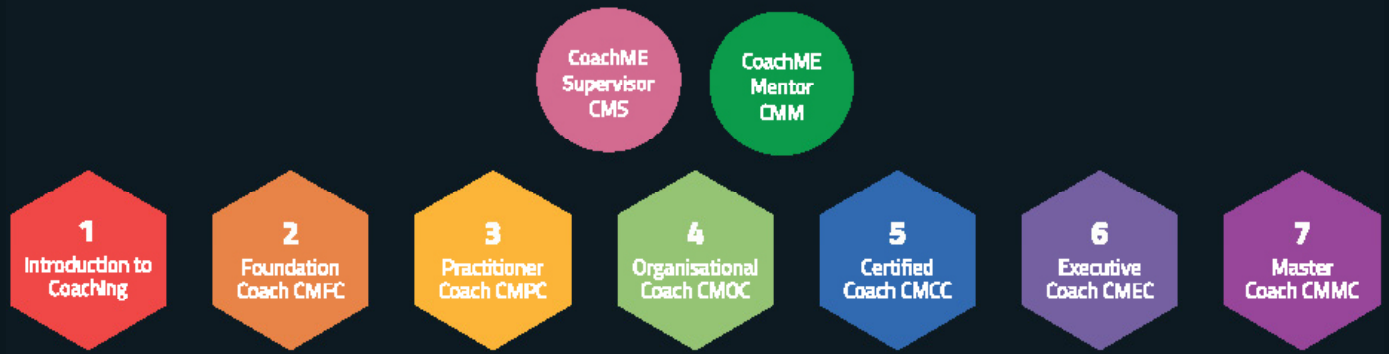 CoachME
Supervisor
CMS
CoachME
Mentor
CMM
1
Introduction to
Coaching
2
Foundation
Coach CMFC
3
Practitioner
Coach CMPC
4
Organisational
Coach CMOC
5
Certified
Coach CMCC
6
Executive
Coach CMEC
7
Master
Coach CMMC